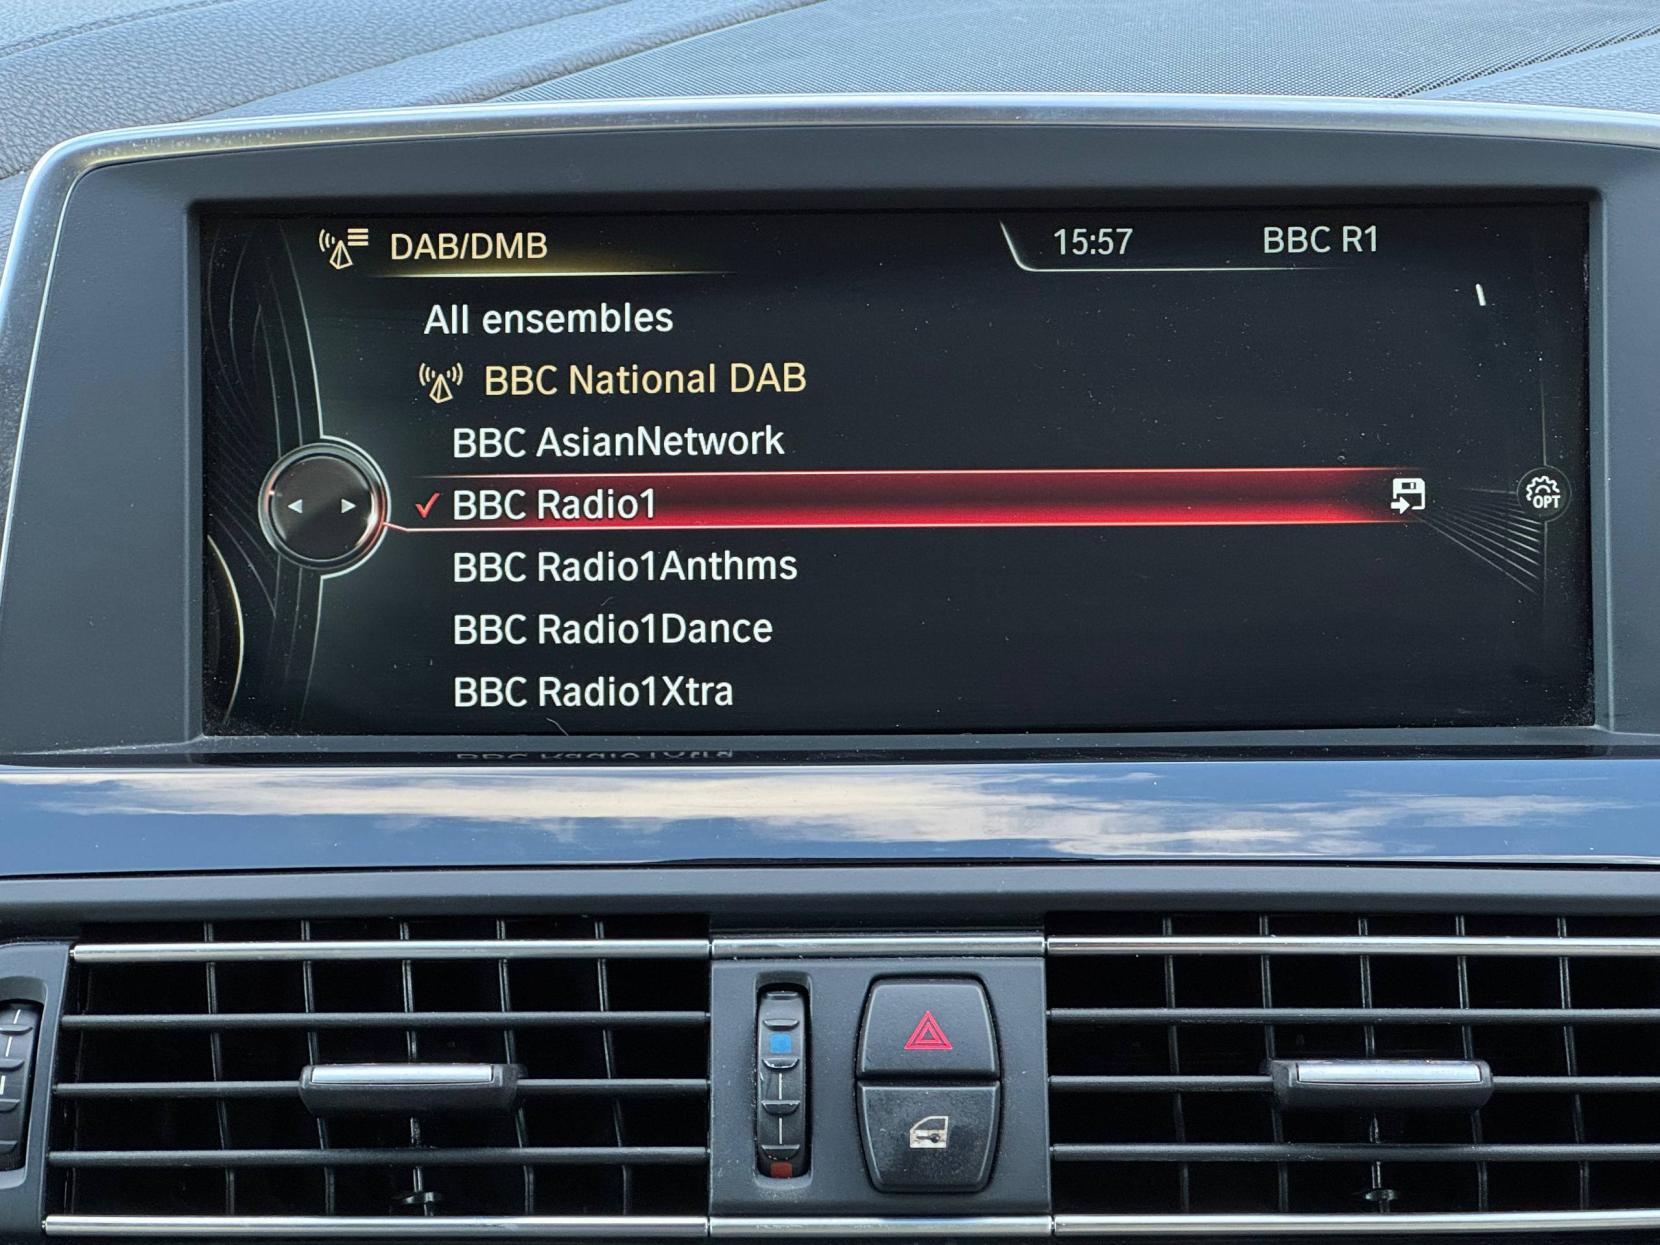 DAB/DMB 15:57 BBC R1
All ensembles
BBC National DAB
BBC AsianNetwork
BBC Radio1
OPT
BBC Radio1Anthms
BBC Radio1Dance
BBC Radio1Xtra